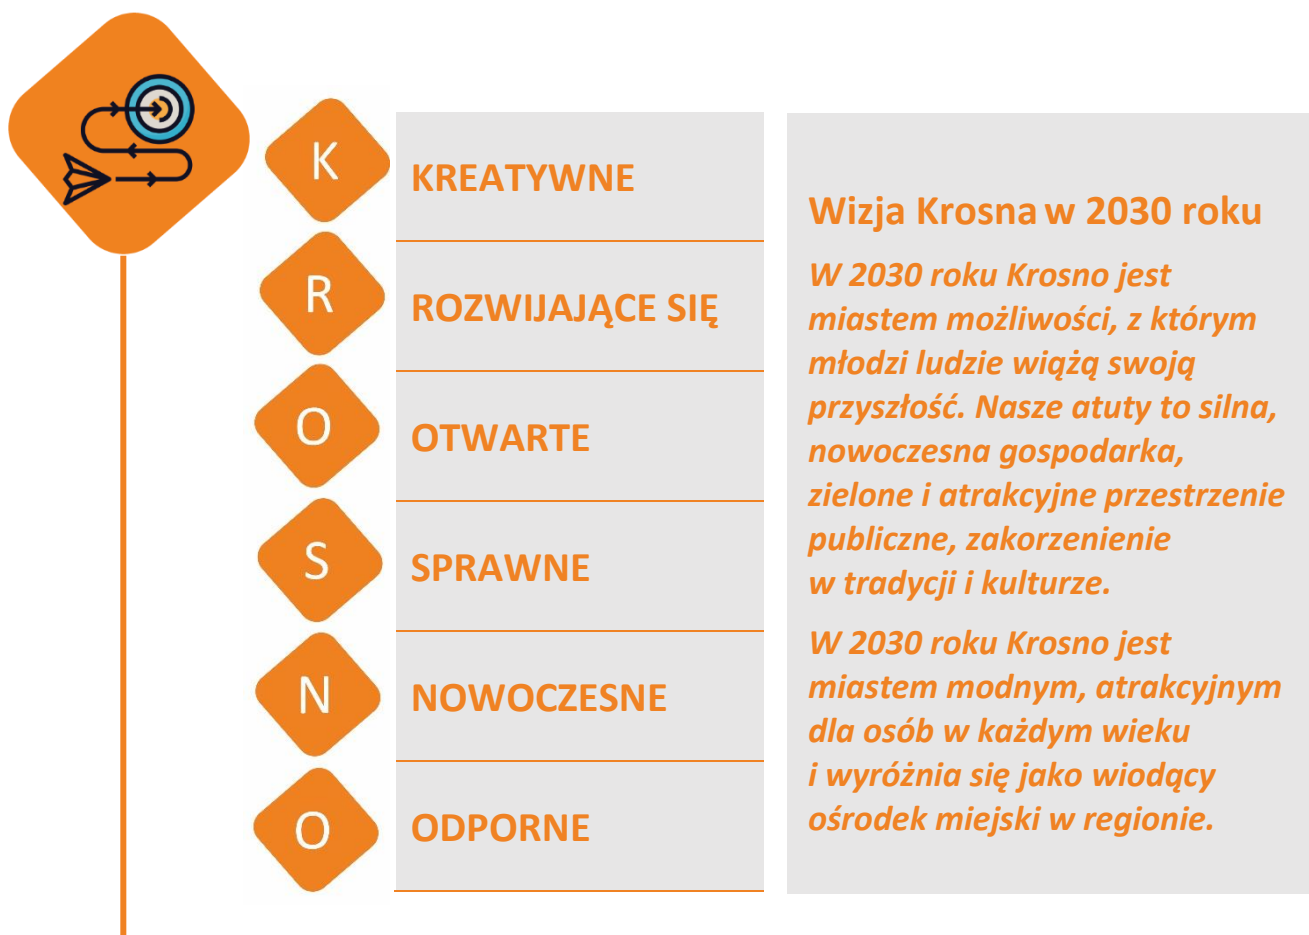 K
KREATYWNE
R
ROZWIJAJĄCE SIĘ
O
OTWARTE
S
SPRAWNE
N
NOWOCZESNE
O
ODPORNE
Wizja Krosna w 2030 roku
W 2030 roku Krosno jest
miastem możliwości, z którym
młodzi ludzie wiążą swoją
przyszłość. Nasze atuty to silna,
nowoczesna gospodarka,
zielone i atrakcyjne przestrzenie
publiczne, zakorzenienie
w tradycji i kulturze.
W 2030 roku Krosno jest
miastem modnym, atrakcyjnym
dla osób w każdym wieku
i wyróżnia się jako wiodący
ośrodek miejski w regionie.